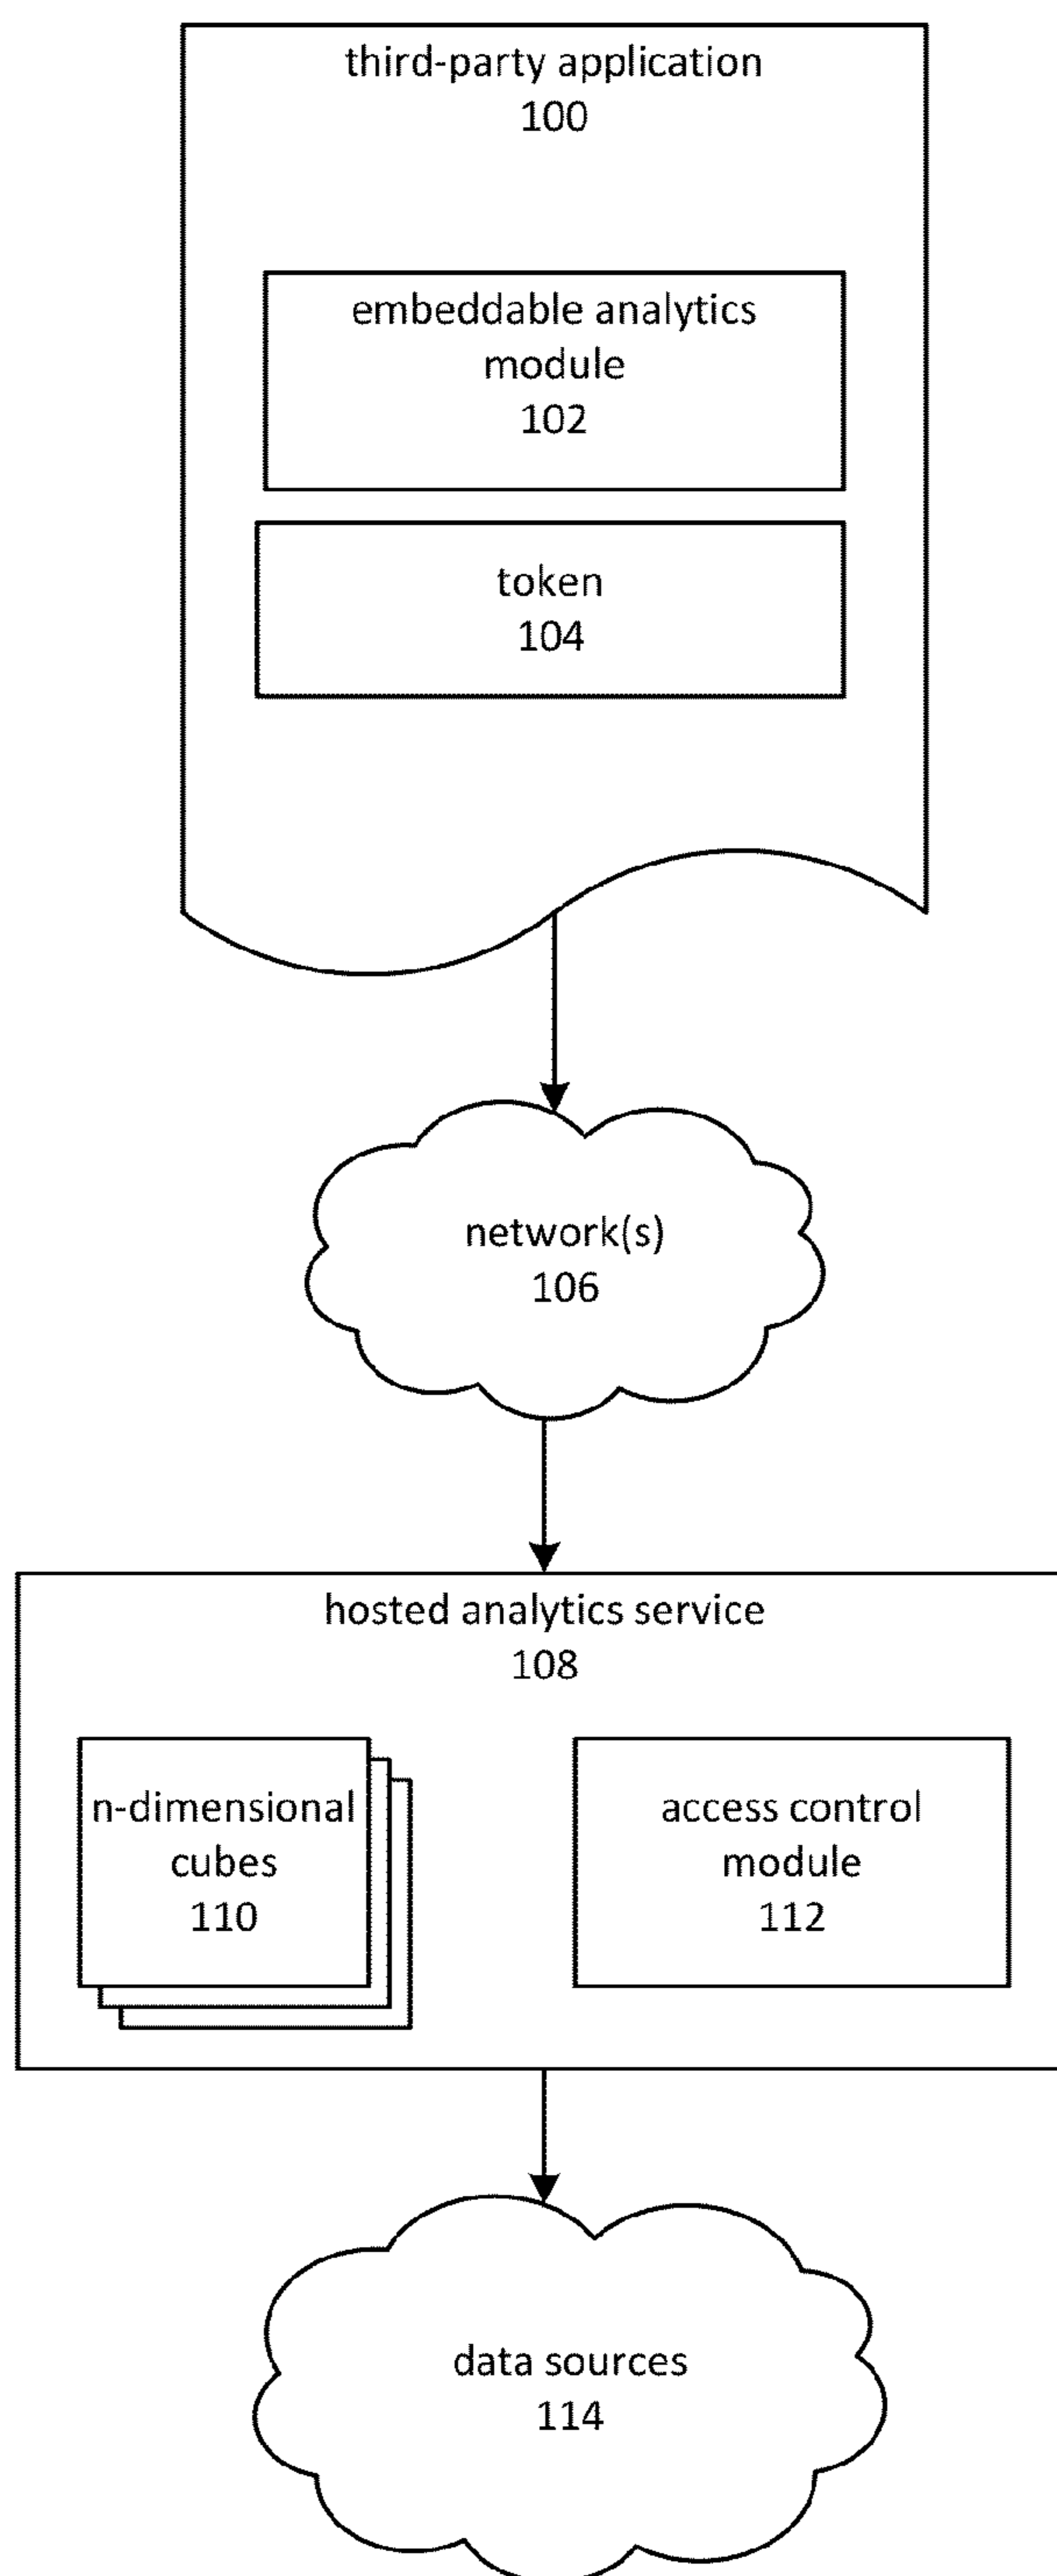 third-party application
100
embeddable analytics
module
102
token
104
network(s)
106
hosted analytics service
108
n-dimensional
cubes
110
access control
module
112
data sources
114